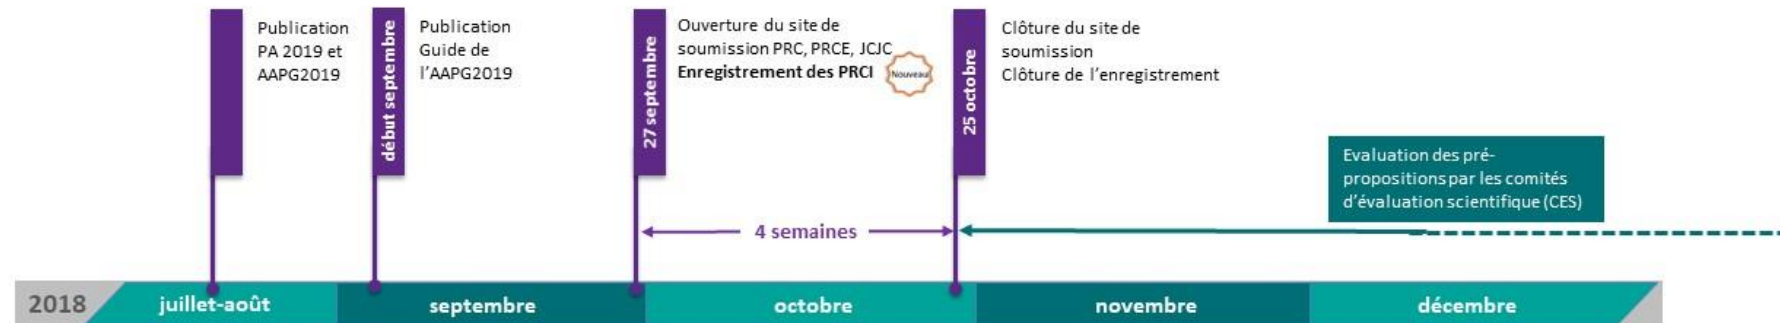 Publication
PA 2019 et
AAPG2019
début septembre
Publication
Guide de
l'AAPG2019
27 septembre
Ouverture du site de
soumission PRC, PRCE, JCJC
Enregistrement des PRCI
Nouveau
25 octobre
Clôture du site de
soumission
Clôture de l'enregistrement
Evaluation des pré-
propositions par les comités
d'évaluation scientifique (CES)
4 semaines
2018
juillet-août
septembre
octobre
novembre
décembre